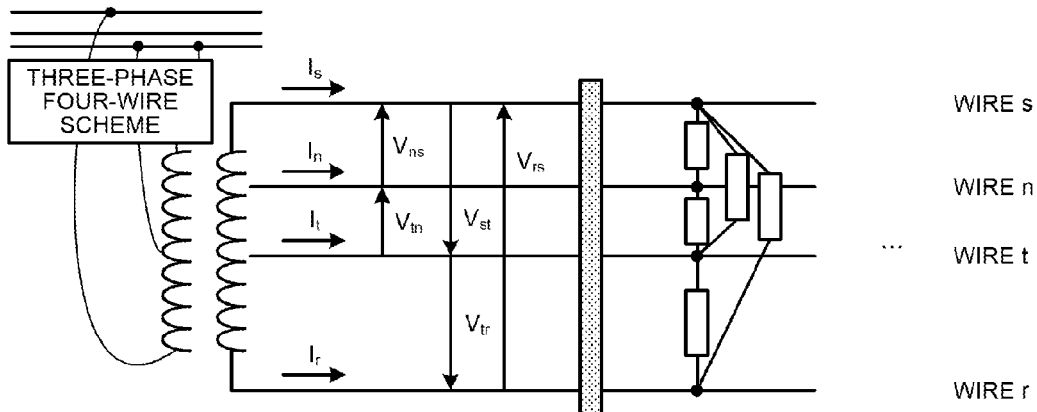 THREE-PHASE
FOUR-WIRE
SCHEME
Is
In
It
Ir
Vns
Vrs
Vtn
Vst
Vtr
WIRE s
WIRE n
...
WIRE t
WIRE r